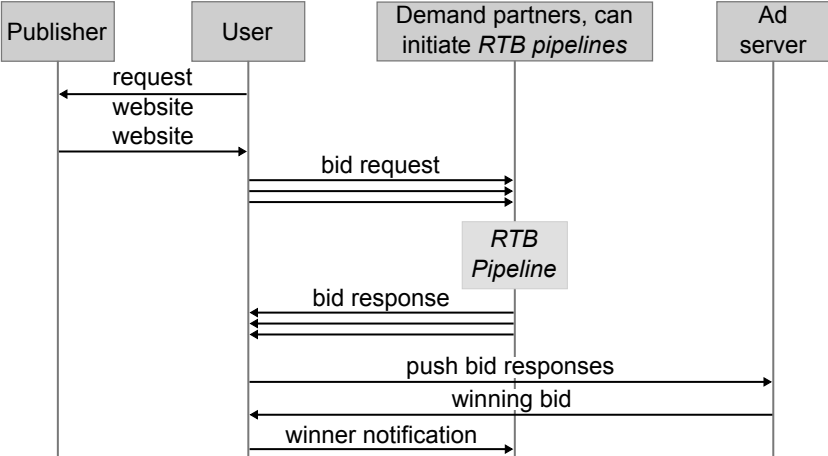 Publisher
User
Demand partners, can
initiate RTB pipelines
Ad
server
request
website
website
bid request
RTB
Pipeline
bid response
push bid responses
winning bid
winner notification